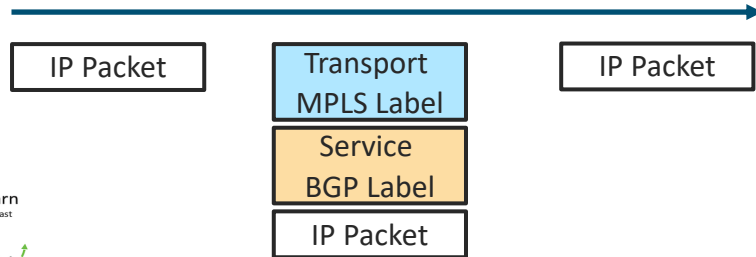 IP Packet
Transport
MPLS Label
IP Packet
Service
BGP Label
IP Packet